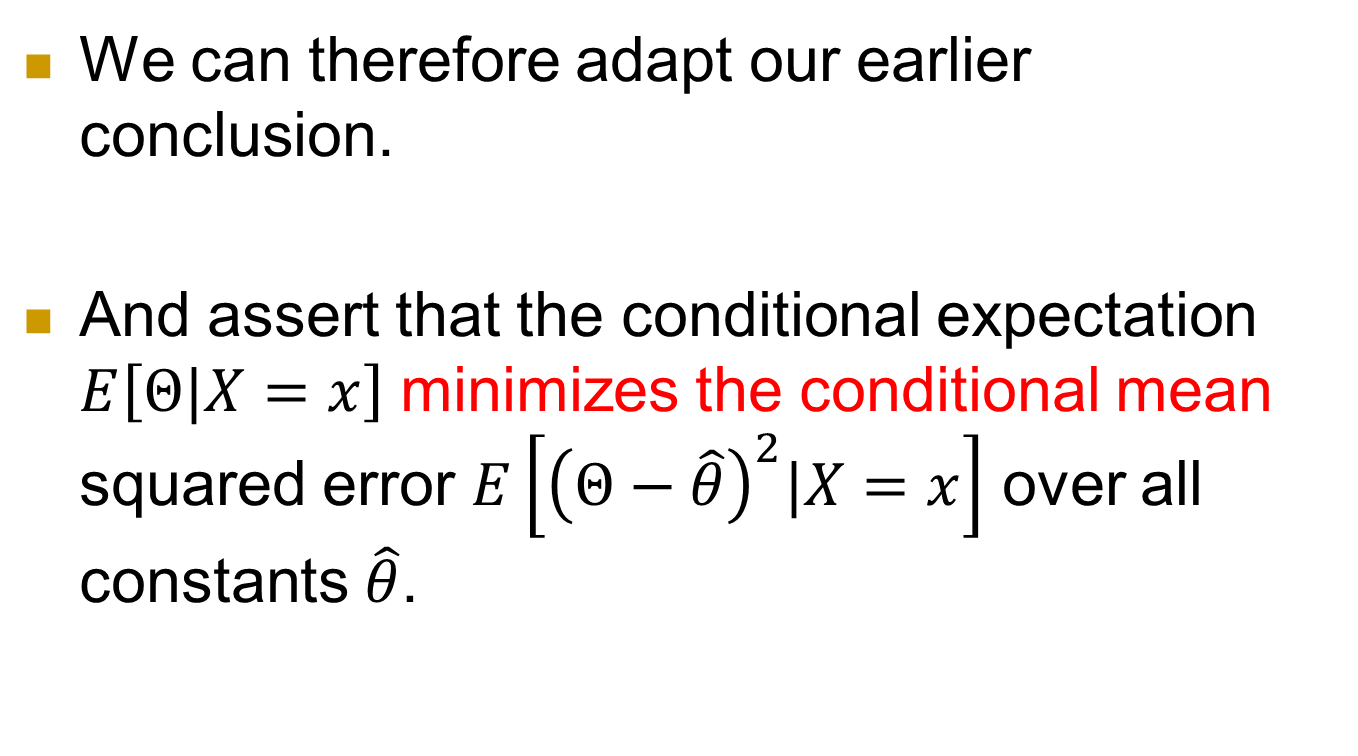 We can therefore adapt our earlier
conclusion.
And assert that the conditional expectation
E[Θ|X = x] minimizes the conditional mean
squared error E[(Θ − θ̂)²|X = x] over all
constants θ̂.